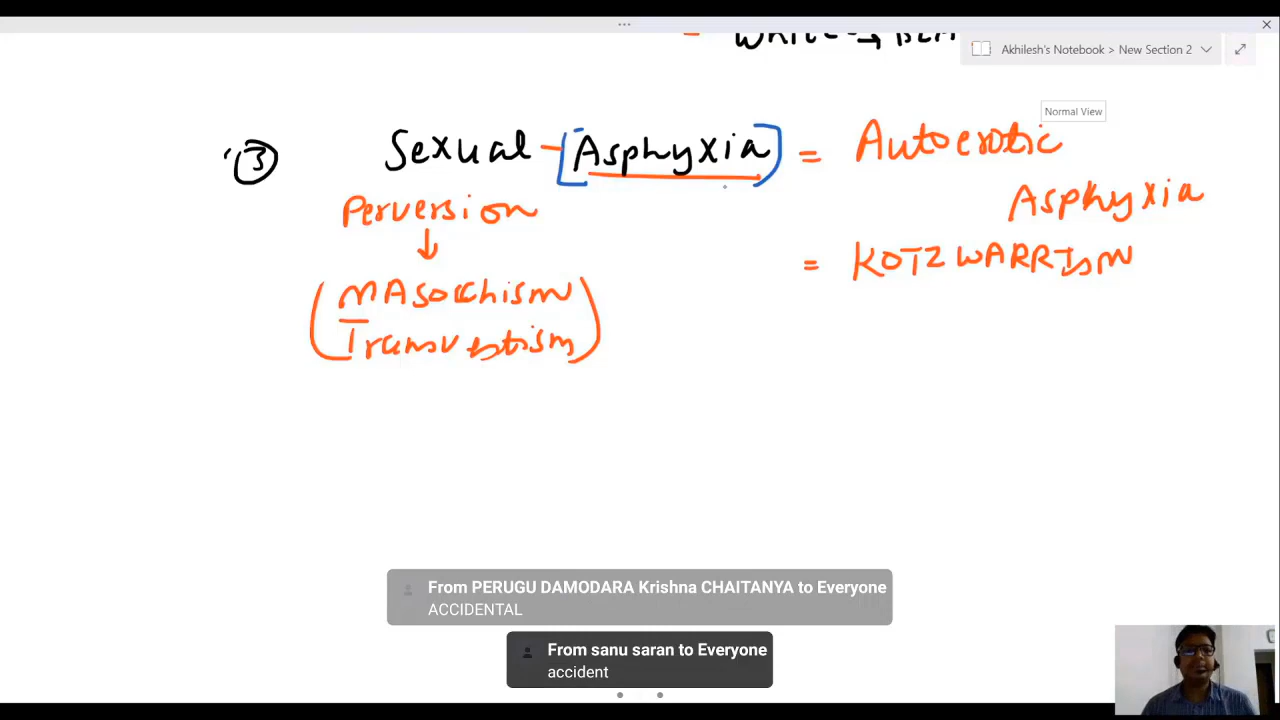 Akhilesh's Notebook > New Section 2
Normal View
③ Sexual - [Asphyxia] = Autoerotic
Asphyxia
Perversion
↓
= KOTZWARRISM
(MAsochism
Transvestism)
From PERUGU DAMODARA Krishna CHAITANYA to Everyone
ACCIDENTAL
From sanu saran to Everyone
accident